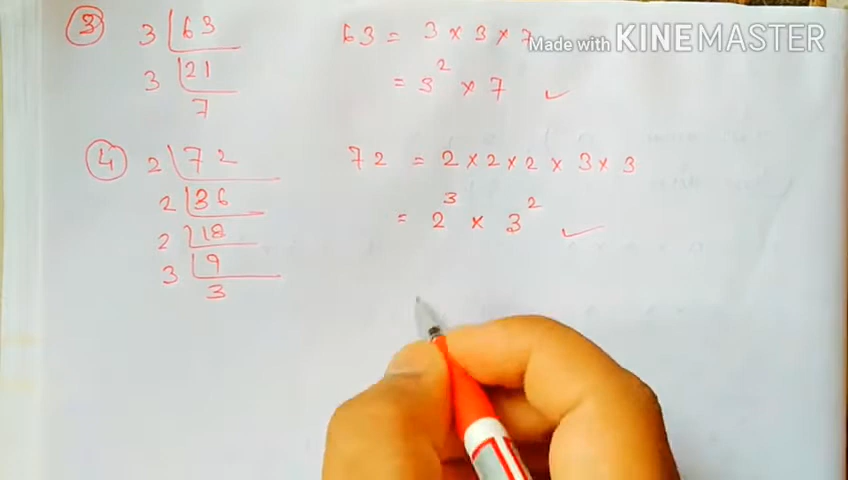 3 3 63 63 = 3 × 3 × 7
Made with KINEMASTER
3 21 = 3² × 7 ✓
7
4 2 72 72 = 2 × 2 × 2 × 3 × 3
2 36 = 2³ × 3² ✓
2 18
3 9
3